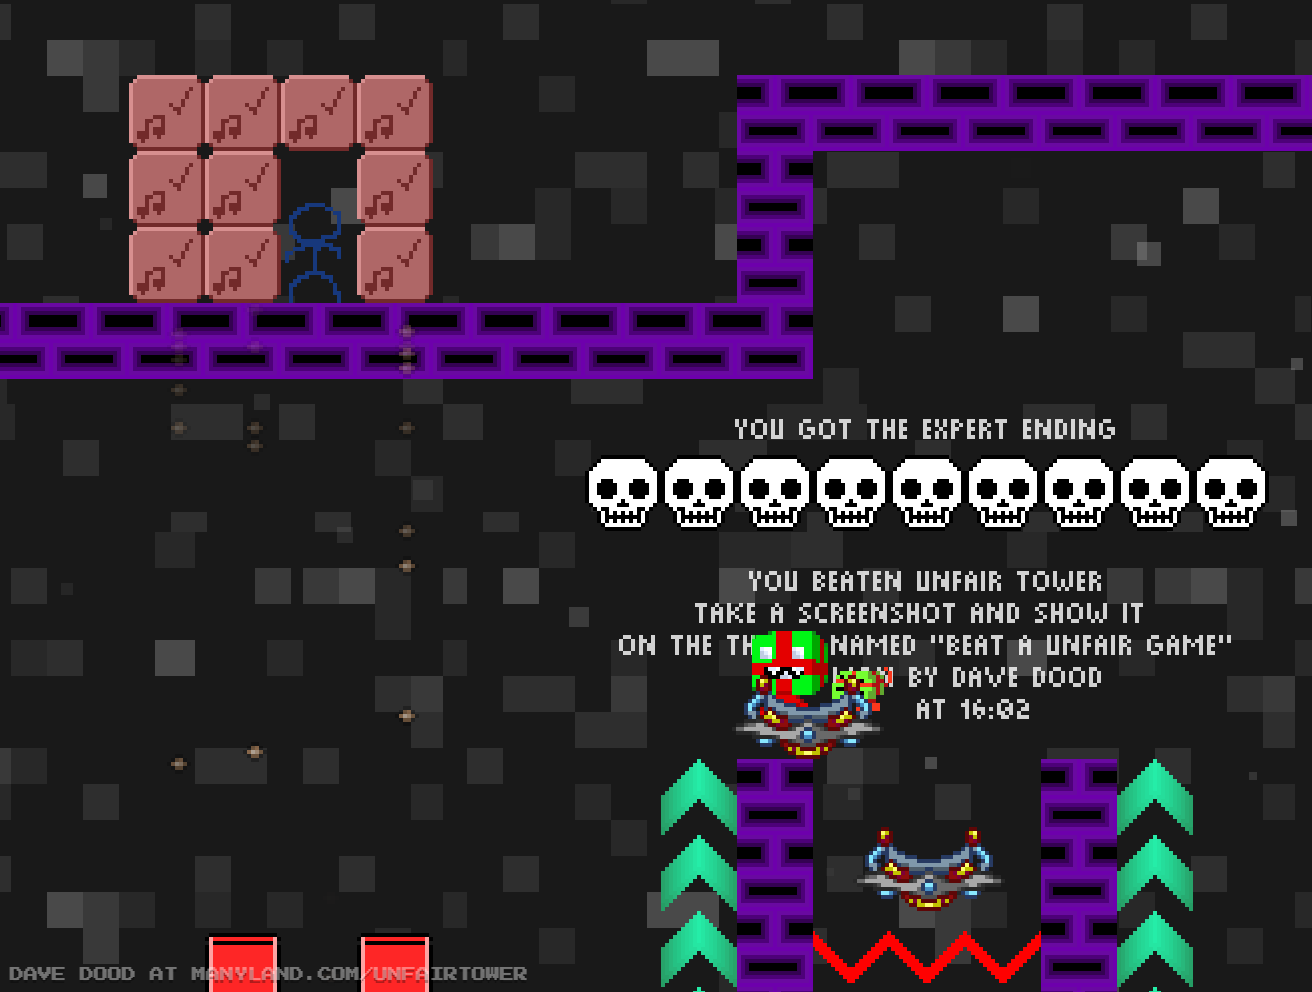 YOU GOT THE EXPERT ENDING
YOU BEATEN UNFAIR TOWER
TAKE A SCREENSHOT AND SHOW IT
ON THE NAMED "BEAT A UNFAIR GAME"
BY DAVE DOOD
AT 16:02
DAVE DOOD AT MANYLAND.COM/UNFAIRTOWER